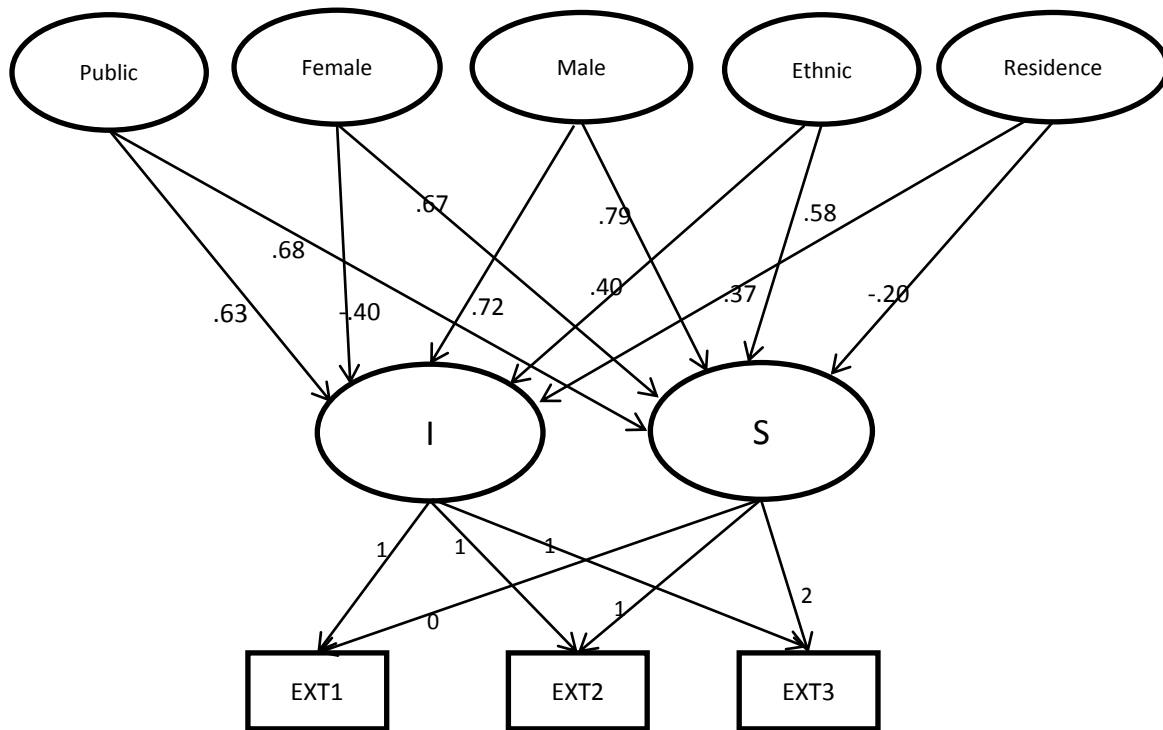 Public
Female
Male
Ethnic
Residence
.67
.79
.58
.68
.63
-.40
.72
.40
.37
-.20
I
S
1
1
1
0
1
2
EXT1
EXT2
EXT3